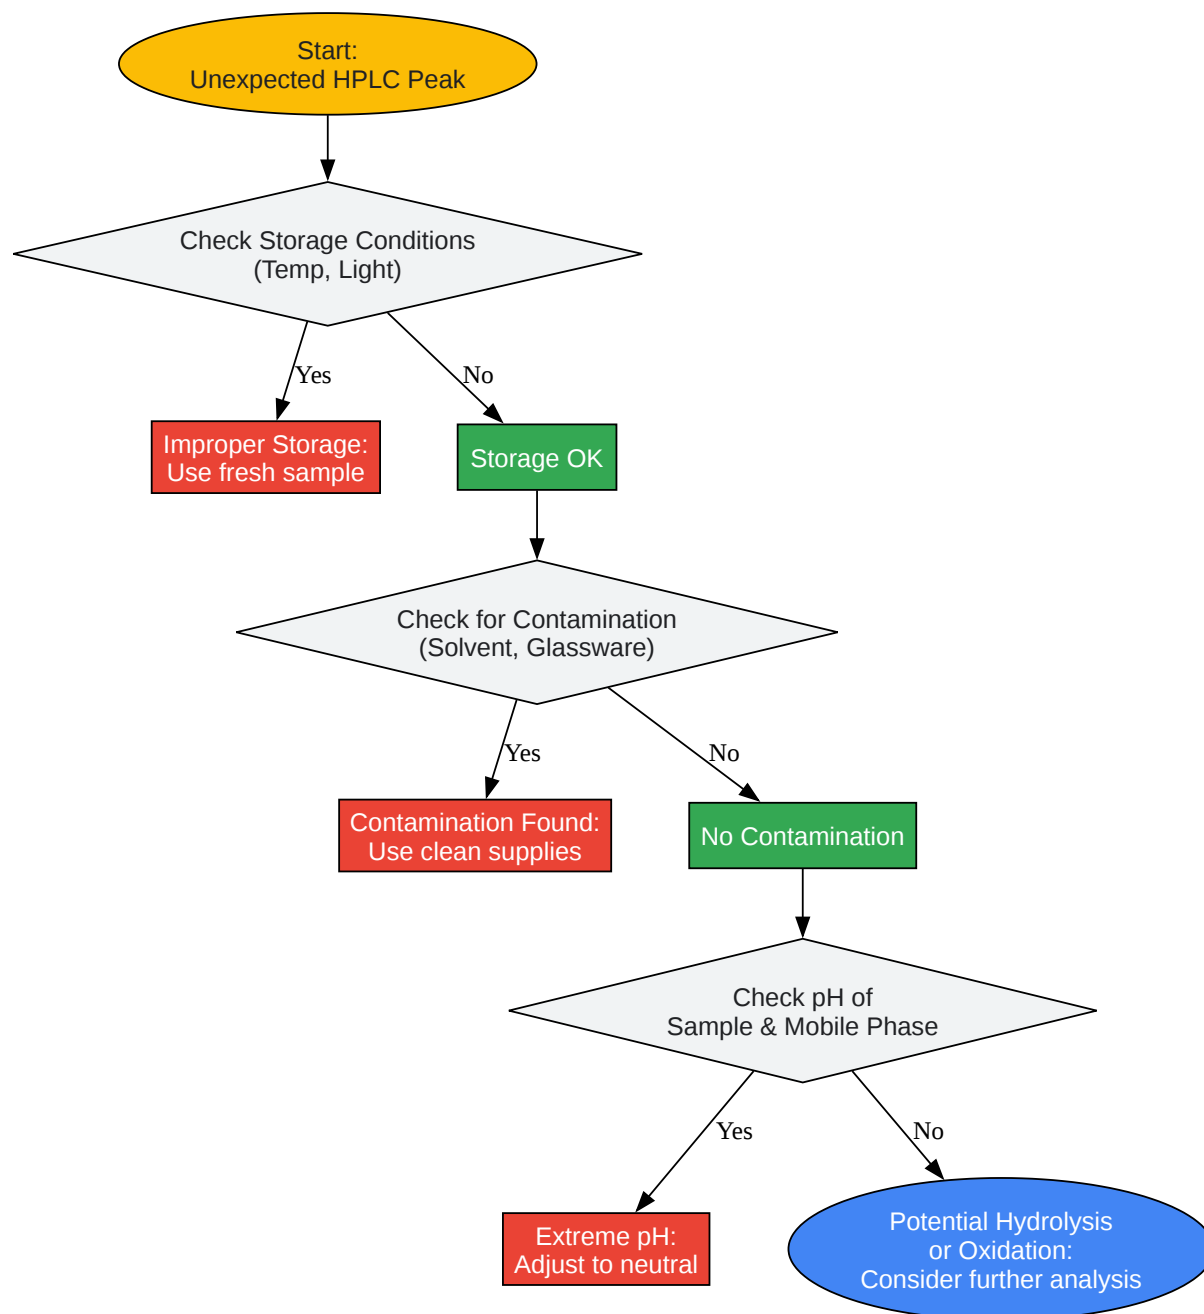 Start:
Unexpected HPLC Peak
Check Storage Conditions
(Temp, Light)
Yes
No
Improper Storage:
Use fresh sample
Storage OK
Check for Contamination
(Solvent, Glassware)
Yes
No
Contamination Found:
Use clean supplies
No Contamination
Check pH of
Sample & Mobile Phase
Yes
No
Extreme pH:
Adjust to neutral
Potential Hydrolysis
or Oxidation:
Consider further analysis